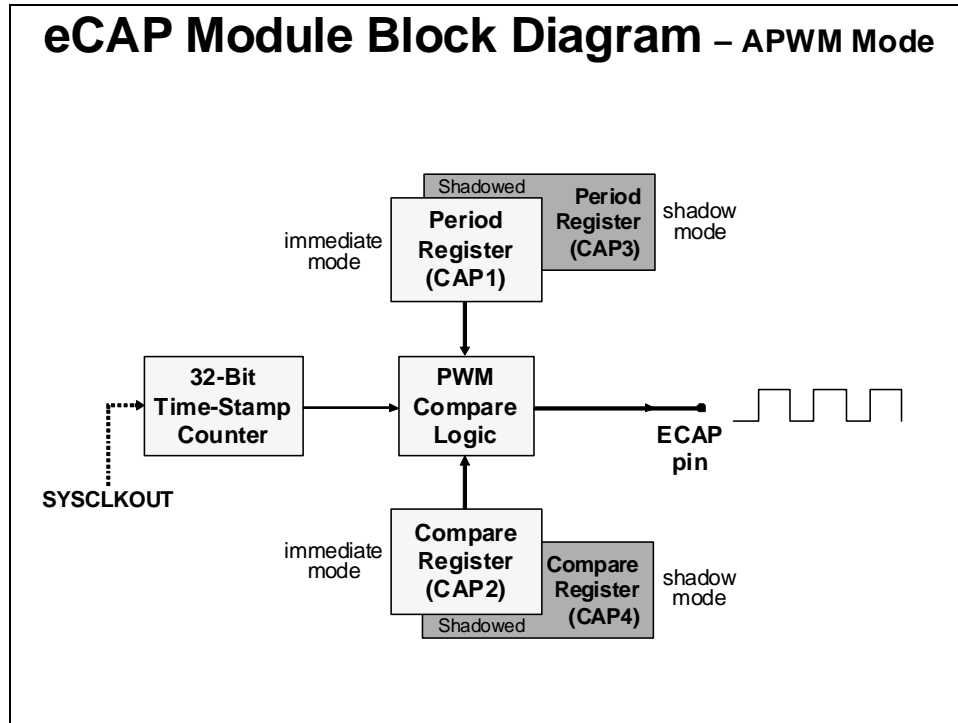 eCAP Module Block Diagram – APWM Mode
Shadowed
Period
Register
(CAP3)
shadow
mode
immediate
mode
Period
Register
(CAP1)
32-Bit
Time-Stamp
Counter
PWM
Compare
Logic
ECAP
pin
SYSCLKOUT
immediate
mode
Compare
Register
(CAP2)
Compare
Register
(CAP4)
shadow
mode
Shadowed